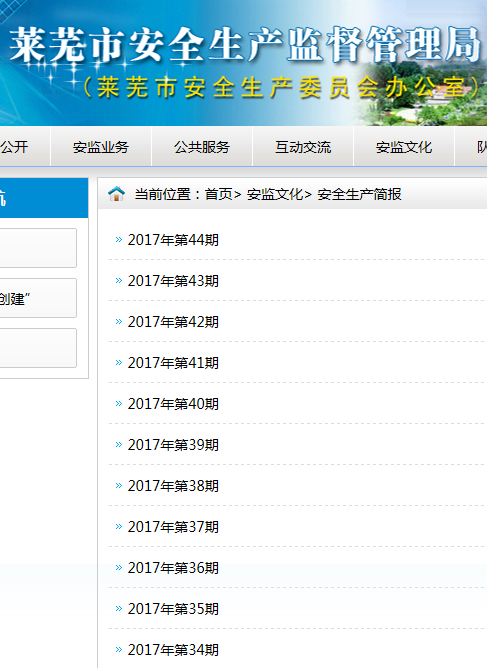 莱芜市安全生产监督管理局
(莱芜市安全生产委员会办公室)
公开 安监业务 公共服务 互动交流 安监文化 队
航
当前位置：首页> 安监文化> 安全生产简报
创建”
2017年第44期
2017年第43期
2017年第42期
2017年第41期
2017年第40期
2017年第39期
2017年第38期
2017年第37期
2017年第36期
2017年第35期
2017年第34期